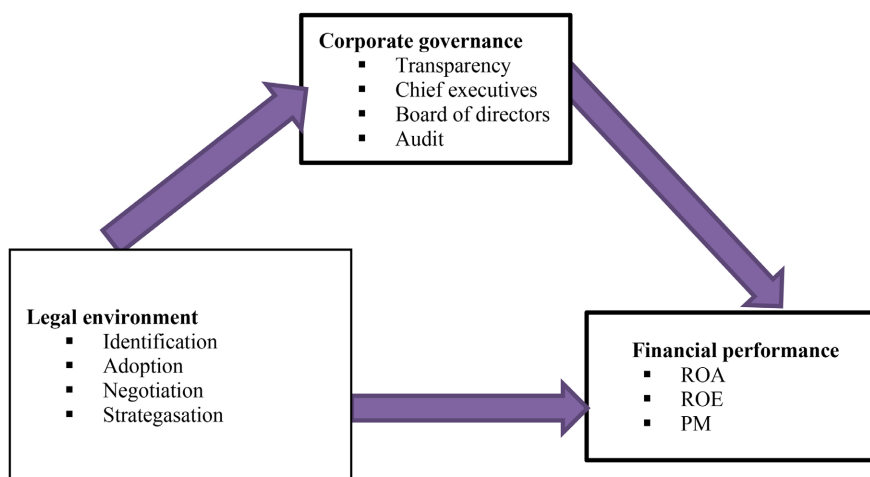 Corporate governance
▪ Transparency
▪ Chief executives
▪ Board of directors
▪ Audit
Legal environment
▪ Identification
▪ Adoption
▪ Negotiation
▪ Strategasation
Financial performance
▪ ROA
▪ ROE
▪ PM